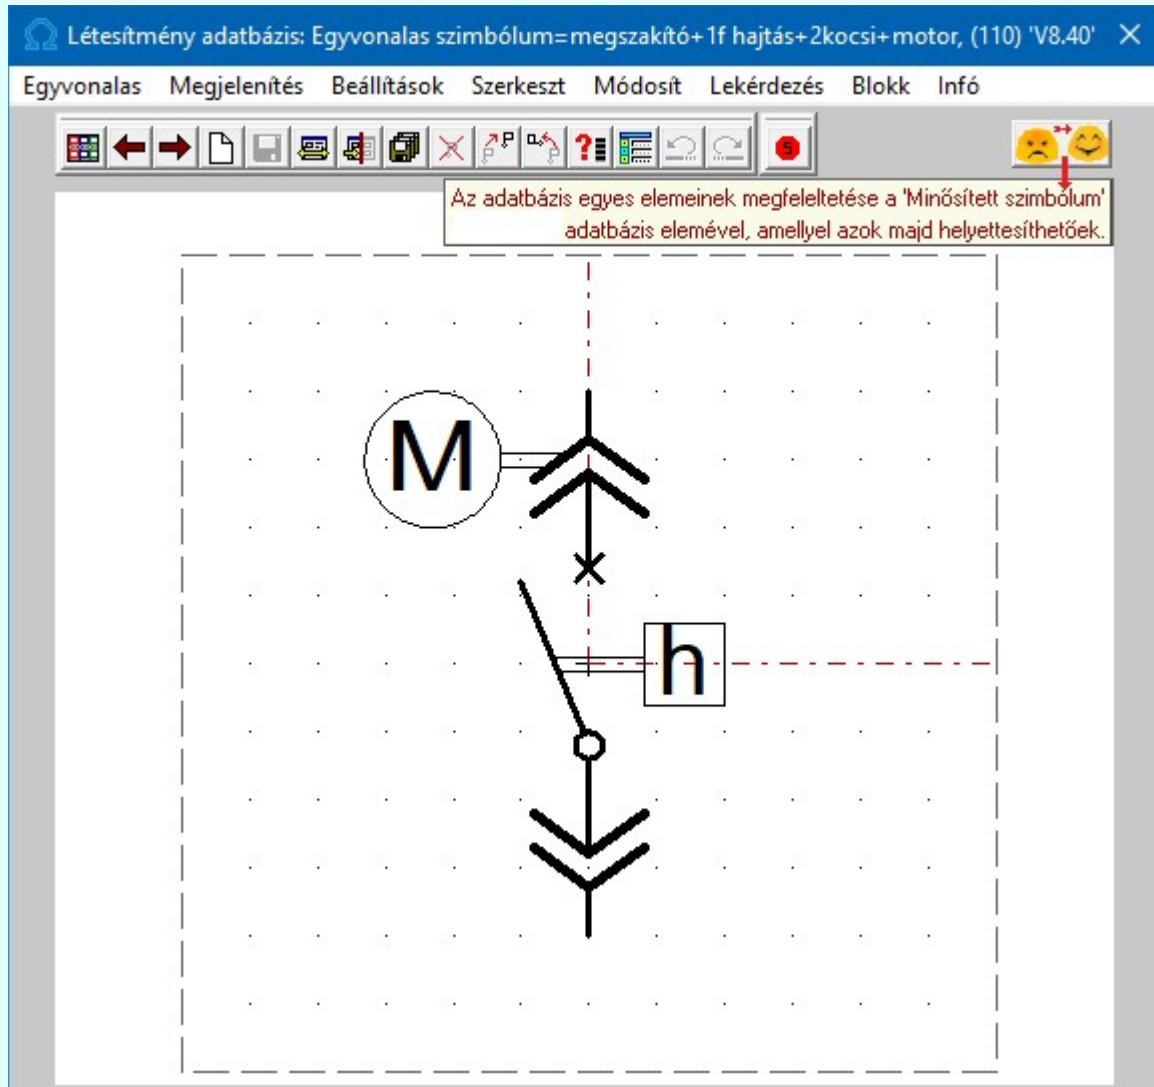 Létesítmény adatbázis: Egyvonalas szimbólum=megszakító+1f hajtás+2kocsi+motor, (110) 'V8.40'
Egyvonalas Megjelenítés Beállítások Szerkeszt Módosít Lekérdezés Blokk Infó
Az adatbázis egyes elemeinek megfeleltetése a 'Minősített szimbólum'
adatbázis elemével, amellyel azok majd helyettesíthetőek.
M
h